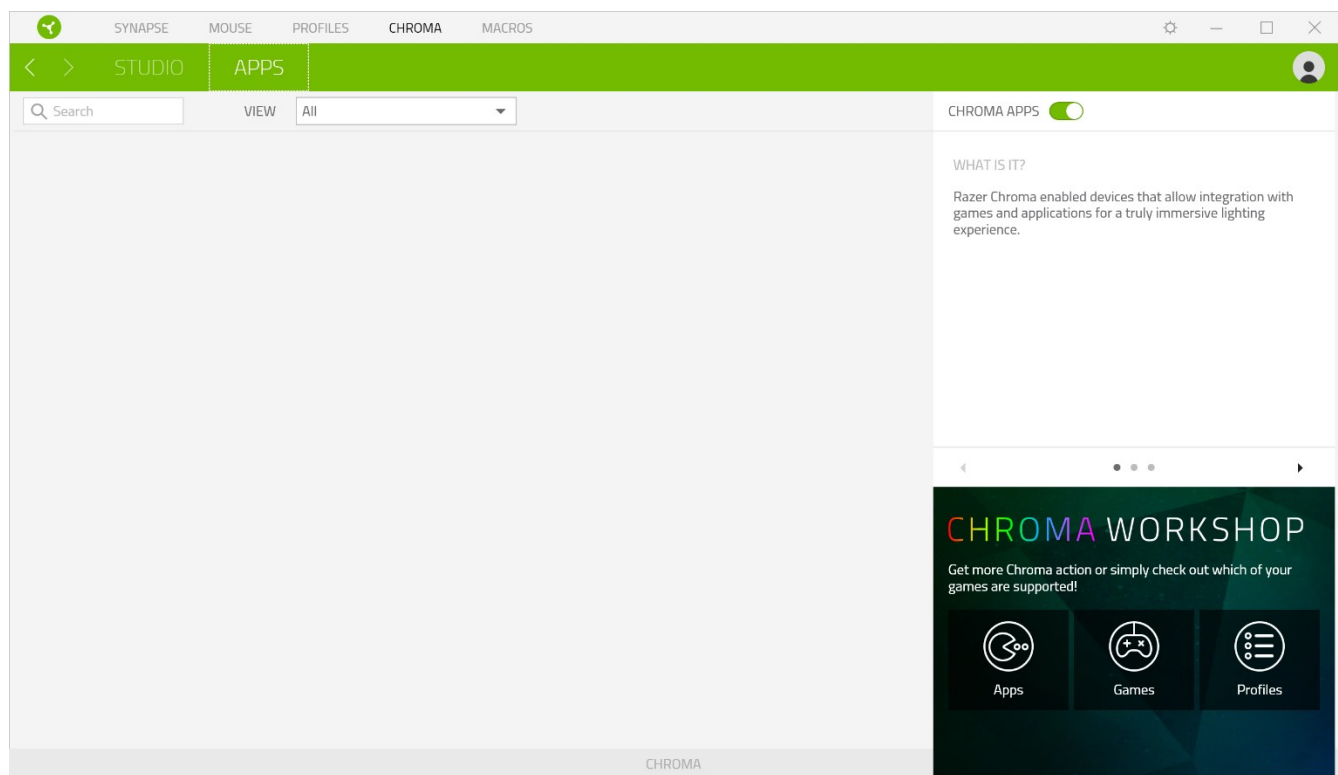 SYNAPSE MOUSE PROFILES CHROMA MACROS
STUDIO APPS
Search VIEW All
CHROMA APPS
WHAT IS IT?
Razer Chroma enabled devices that allow integration with
games and applications for a truly immersive lighting
experience.
CHROMA WORKSHOP
Get more Chroma action or simply check out which of your
games are supported!
Apps Games Profiles
CHROMA